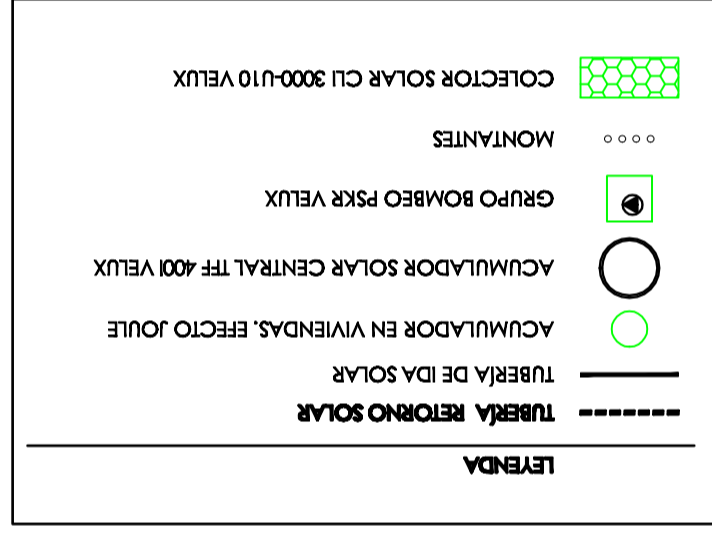 LEYENDA
TUBERÍA RETORNO SOLAR
TUBERÍA DE IDA SOLAR
ACUMULADOR EN VIVIENDAS. EFECTO JOULE
ACUMULADOR SOLAR CENTRAL TFF 400l VELUX
GRUPO BOMBEO PSKR VELUX
MONTANTES
COLECTOR SOLAR CLI 3000-U10 VELUX